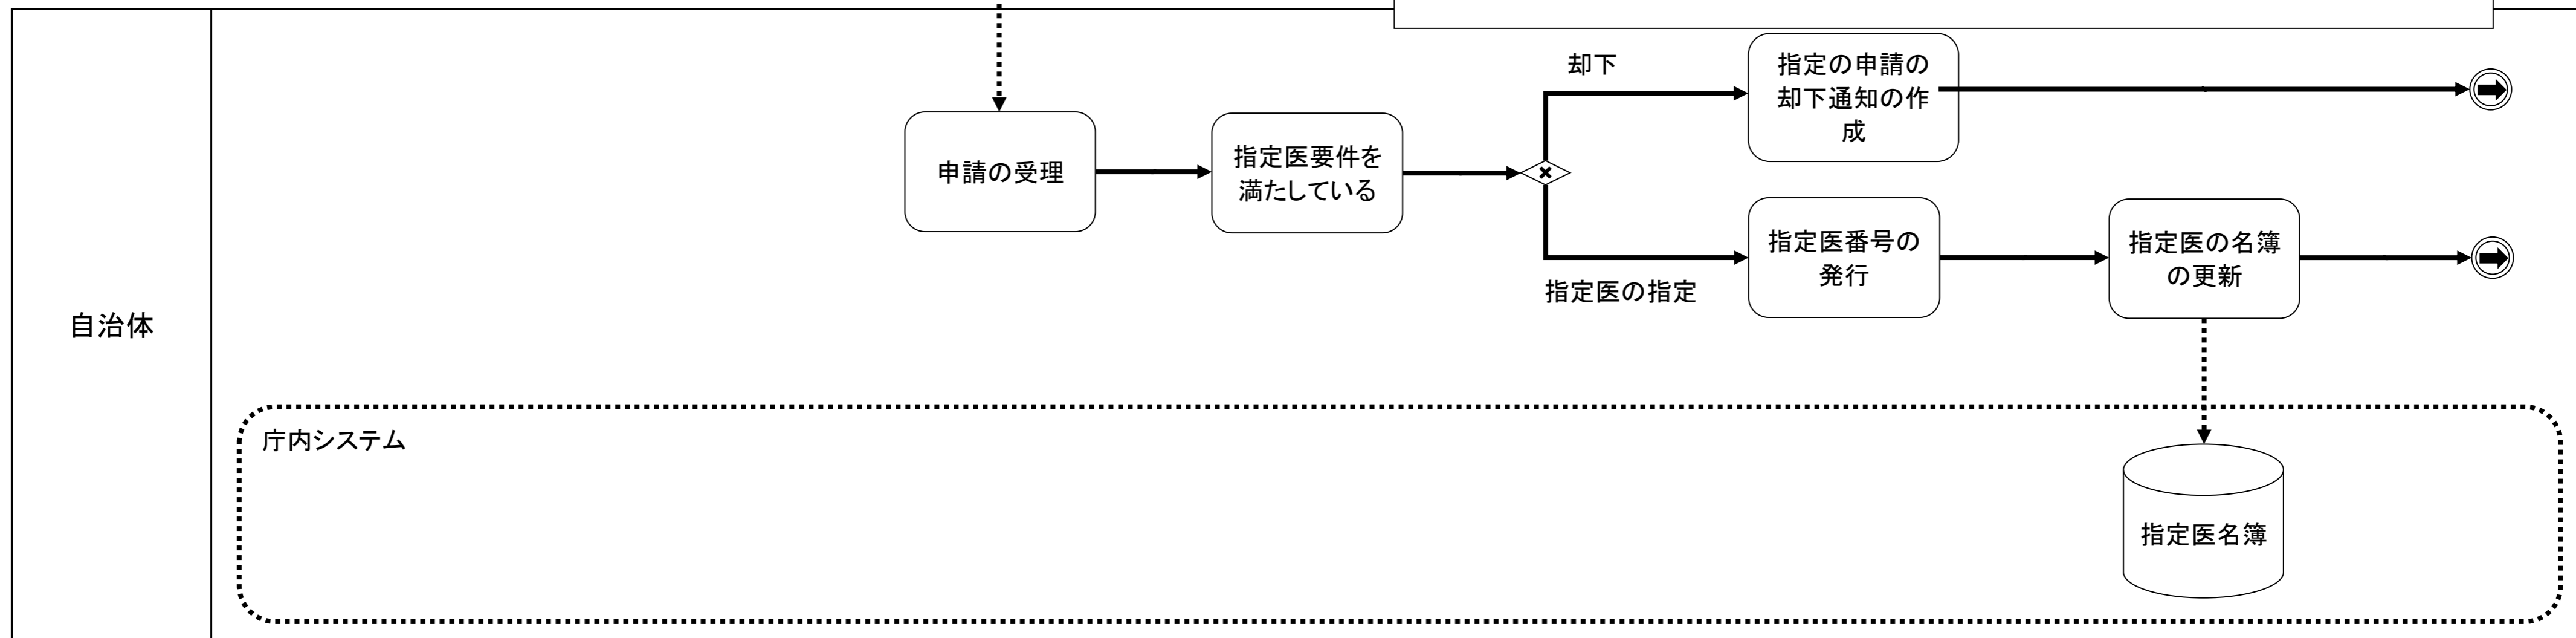 自治体
申請の受理
指定医要件を
満たしている
却下
指定の申請の
却下通知の作
成
指定医の指定
指定医番号の
発行
指定医の名簿
の更新
庁内システム
指定医名簿